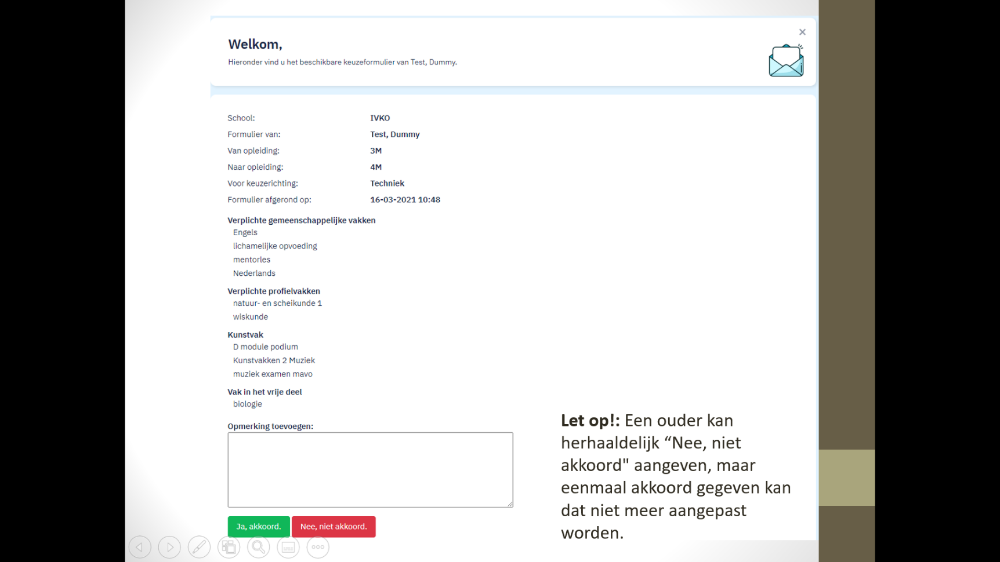 Welkom,
Hieronder vind u het beschikbare keuzeformulier van Test, Dummy.
School: IVKO
Formulier van: Test, Dummy
Van opleiding: 3M
Naar opleiding: 4M
Voor keuzerichting: Techniek
Formulier afgerond op: 16-03-2021 10:48
Verplichte gemeenschappelijke vakken
Engels
lichamelijke opvoeding
mentorles
Nederlands
Verplichte profielvakken
natuur- en scheikunde 1
wiskunde
Kunstvak
D module podium
Kunstvakken 2 Muziek
muziek examen mavo
Vak in het vrije deel
biologie
Opmerking toevoegen:
Ja, akkoord. Nee, niet akkoord.
Let op!: Een ouder kan
herhaaldelijk “Nee, niet
akkoord" aangeven, maar
eenmaal akkoord gegeven kan
dat niet meer aangepast
worden.